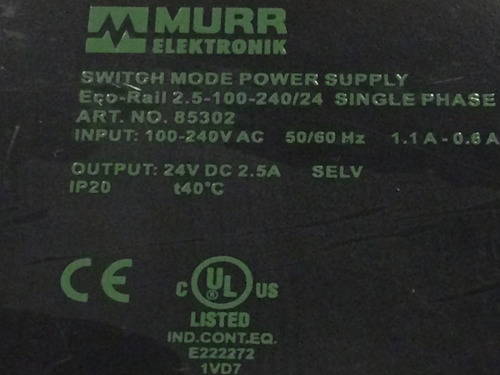 MURR
ELEKTRONIK
SWITCH MODE POWER SUPPLY
Eco-Rail 2.5-100-240/24 SINGLE PHASE
ART. NO. 85302
INPUT: 100-240V AC 50/60 Hz 1.1 A - 0.6 A
OUTPUT: 24V DC 2.5A SELV
IP20 t40°C
CE
C UL ® US
LISTED
IND.CONT.EQ.
E222272
1VD7